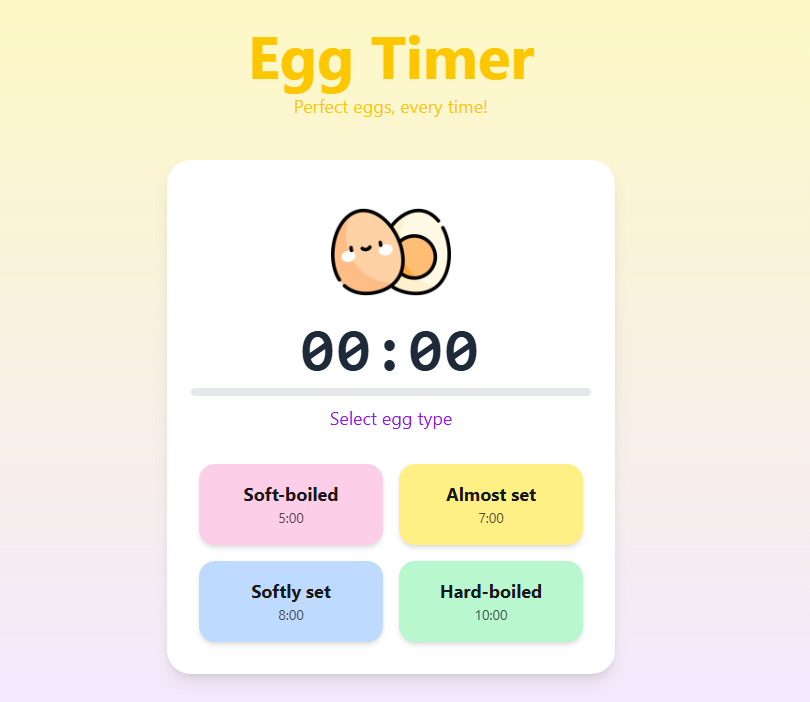 Egg Timer
Perfect eggs, every time!
00:00
Select egg type
Soft-boiled
5:00
Almost set
7:00
Softly set
8:00
Hard-boiled
10:00